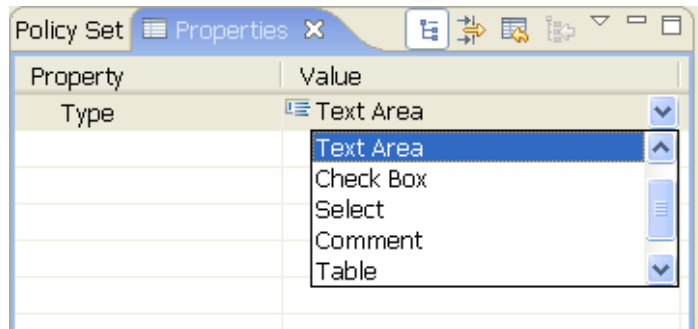 Policy Set Properties
Property Value
Type Text Area
Text Area
Check Box
Select
Comment
Table